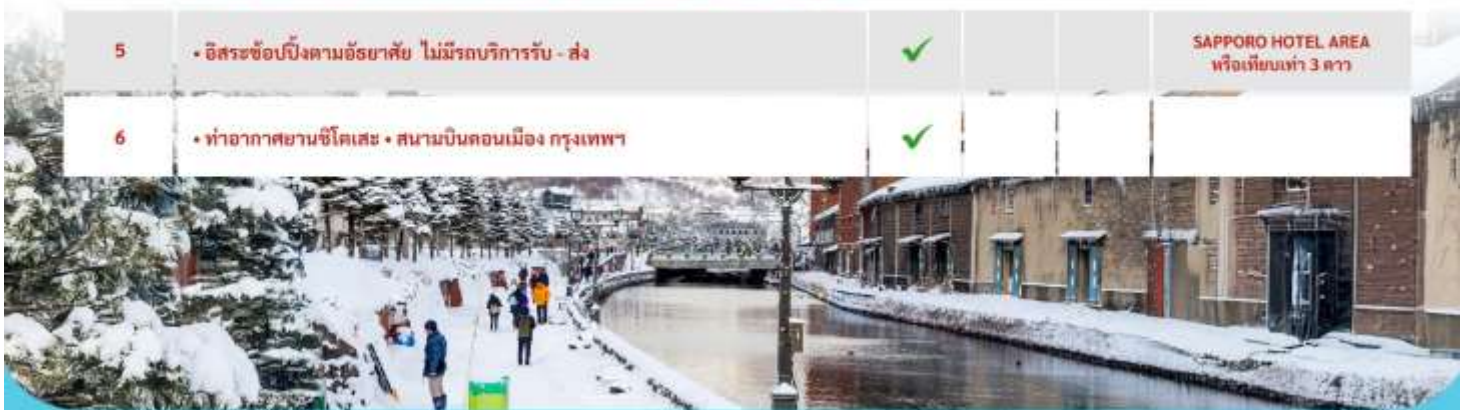 5 • อิสระช้อปปิ้งตามอัธยาศัย ไม่มีรถบริการรับ - ส่ง ✓ SAPPORO HOTEL AREA
หรือเทียบเท่า 3 ดาว
6 • ท่าอากาศยานชิโตเสะ • สนามบินดอนเมือง กรุงเทพฯ ✓